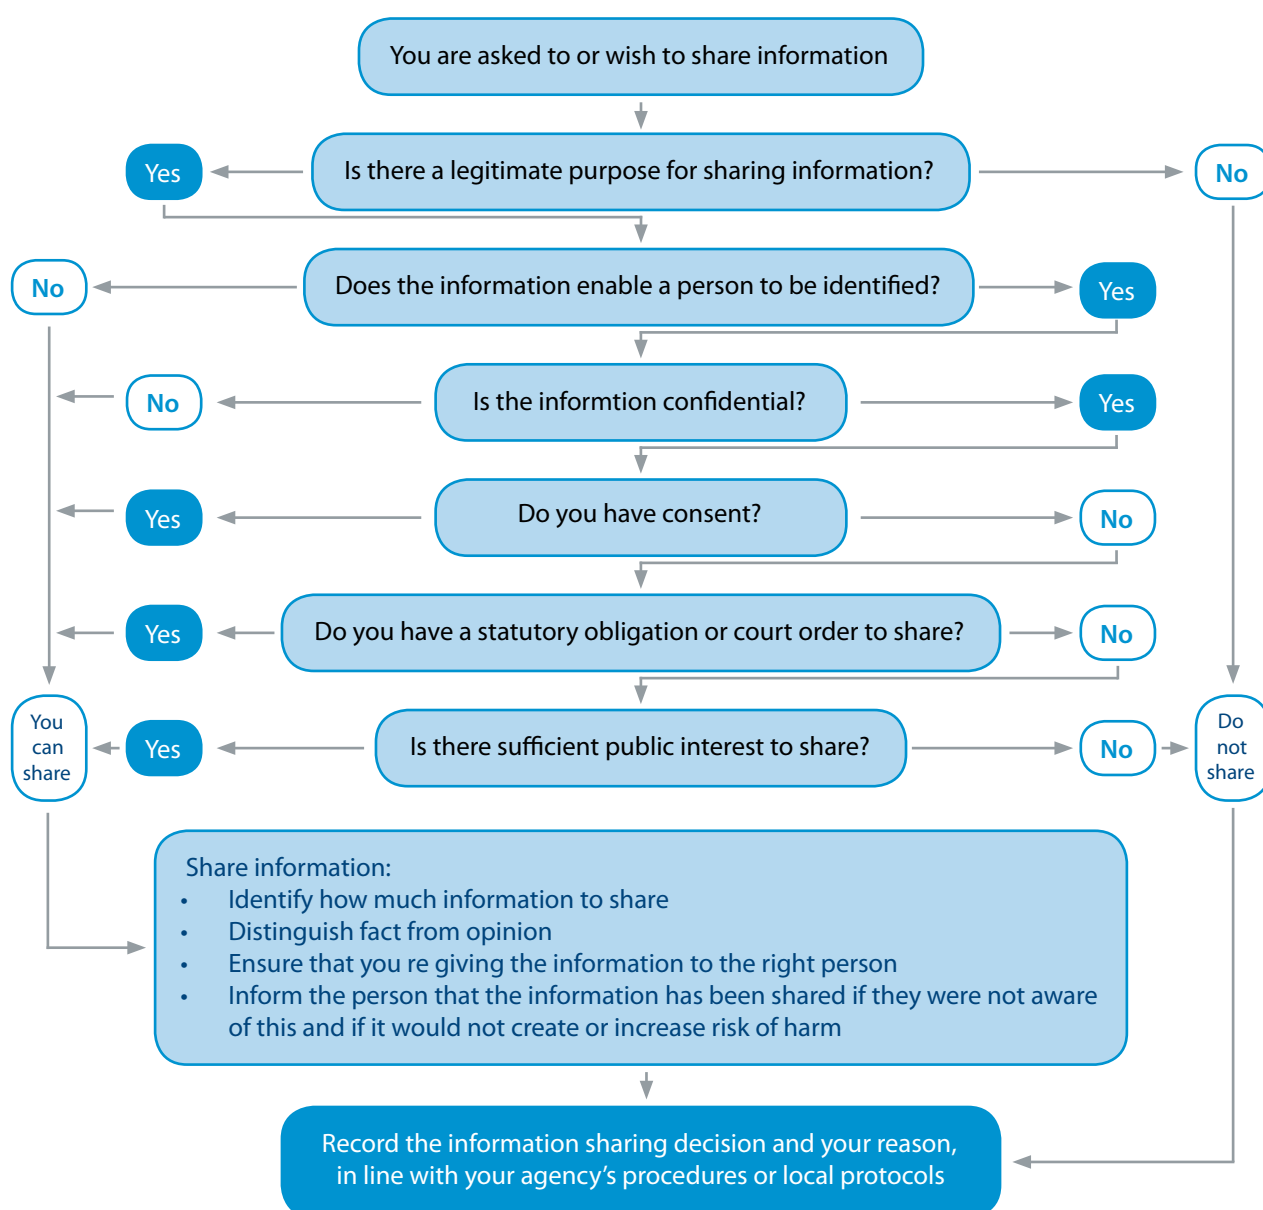 You are asked to or wish to share information
Yes
Is there a legitimate purpose for sharing information?
No
No
Does the information enable a person to be identified?
Yes
No
Is the informtion confidential?
Yes
Yes
Do you have consent?
No
Yes
Do you have a statutory obligation or court order to share?
No
You
can
share
Yes
Is there sufficient public interest to share?
No
Do
not
share
Share information:
• Identify how much information to share
• Distinguish fact from opinion
• Ensure that you re giving the information to the right person
• Inform the person that the information has been shared if they were not aware
of this and if it would not create or increase risk of harm
Record the information sharing decision and your reason,
in line with your agency’s procedures or local protocols